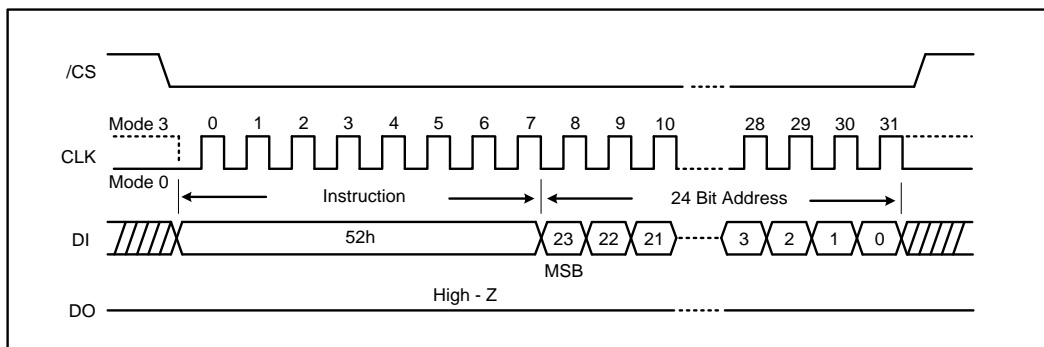 /CS
Mode 3 0 1 2 3 4 5 6 7 8 9 10 28 29 30 31
CLK
Mode 0
Instruction 24 Bit Address
DI 52h 23 22 21 3 2 1 0
MSB
High - Z
DO